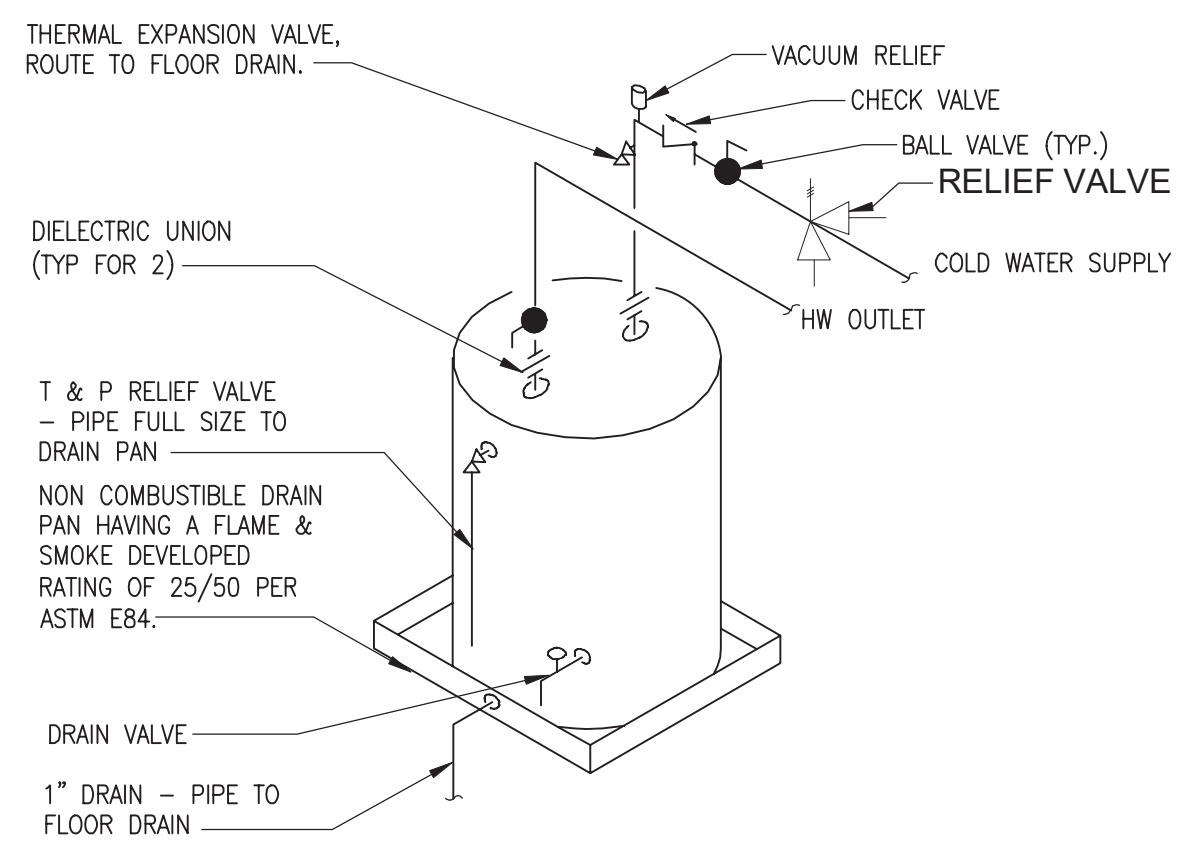 THERMAL EXPANSION VALVE,
ROUTE TO FLOOR DRAIN.
VACUUM RELIEF
CHECK VALVE
BALL VALVE (TYP.)
RELIEF VALVE
DIELECTRIC UNION
(TYP FOR 2)
COLD WATER SUPPLY
HW OUTLET
T & P RELIEF VALVE
– PIPE FULL SIZE TO
DRAIN PAN
NON COMBUSTIBLE DRAIN
PAN HAVING A FLAME &
SMOKE DEVELOPED
RATING OF 25/50 PER
ASTM E84.
DRAIN VALVE
1" DRAIN – PIPE TO
FLOOR DRAIN